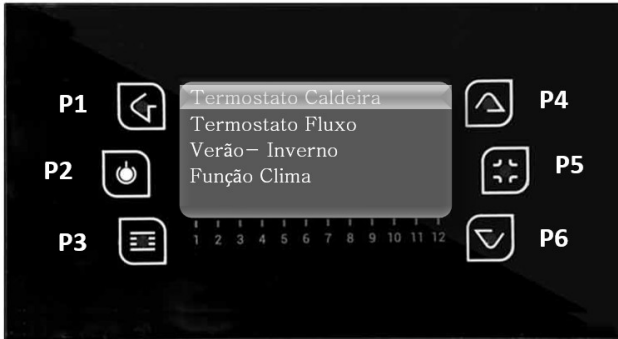 P1
P2
P3
Termostato Caldeira
Termostato Fluxo
Verão− Inverno
Função Clima
1 2 3 4 5 6 7 8 9 10 11 12
P4
P5
P6